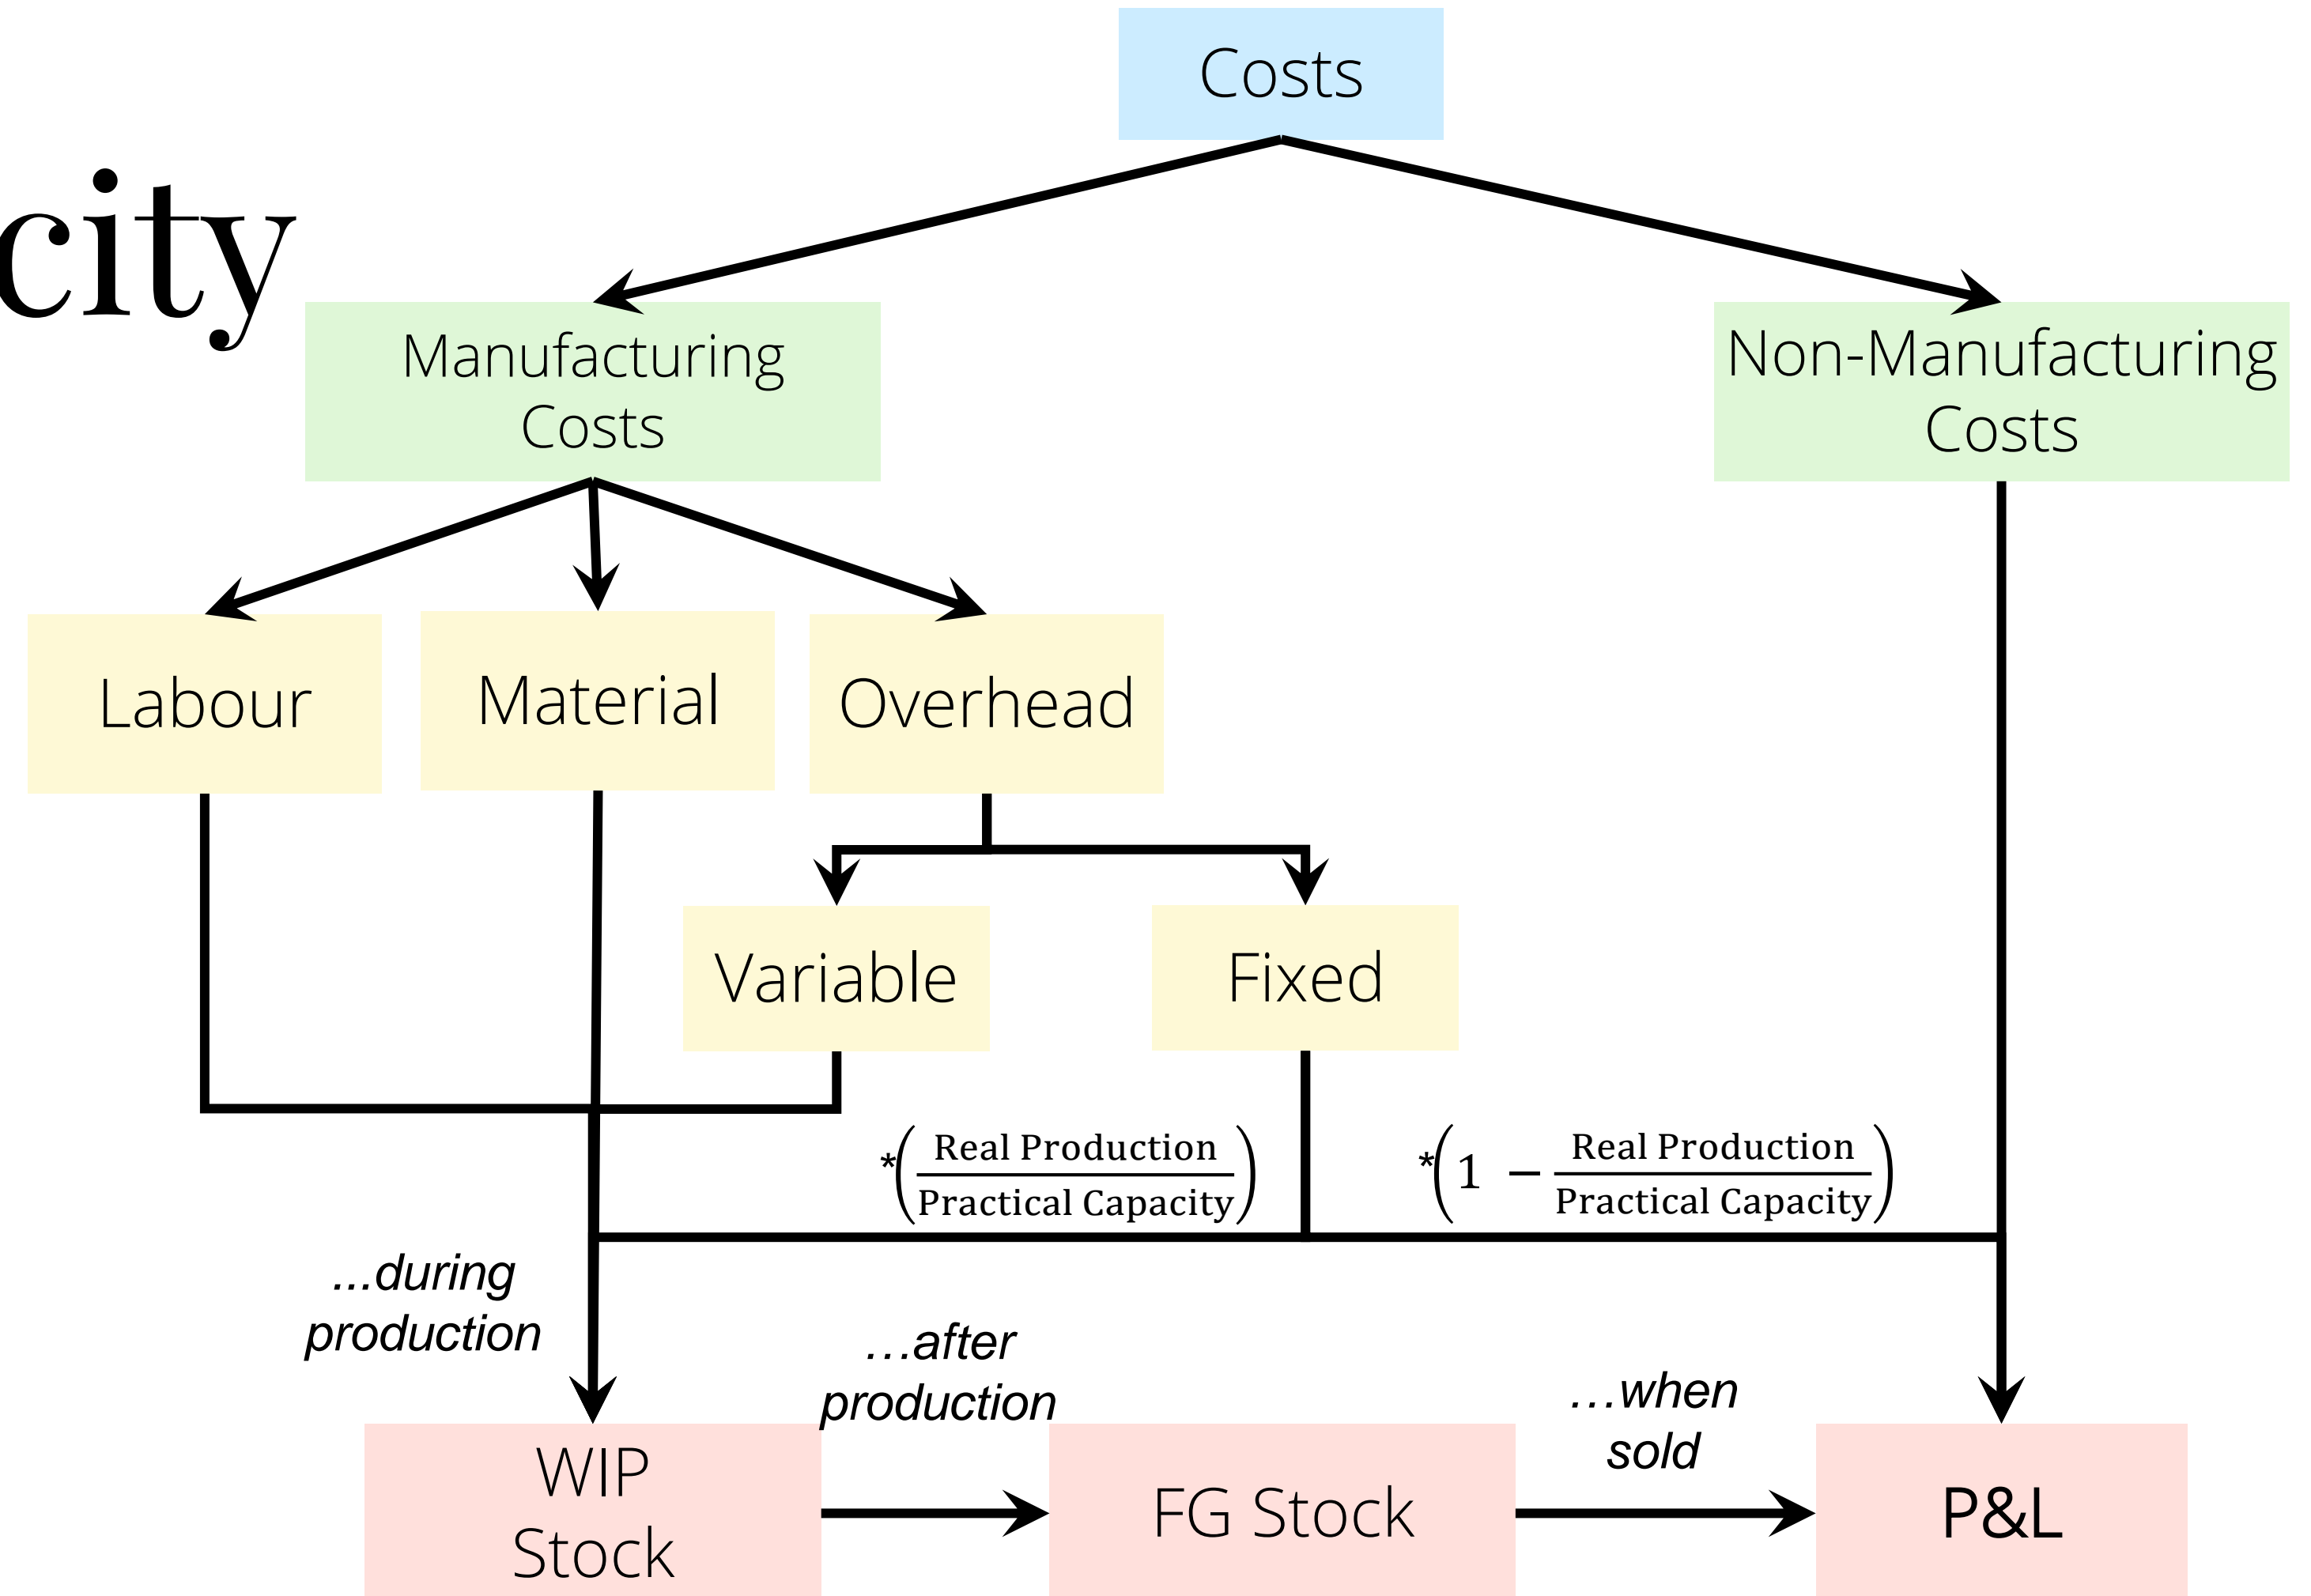 Costs
city
Manufacturing
Costs
Non-Manufacturing
Costs
Labour
Material
Overhead
Variable
Fixed
*(Real Production / Practical Capacity)
*(1 − Real Production / Practical Capacity)
...during
production
...after
production
...when
sold
WIP
Stock
FG Stock
P&L